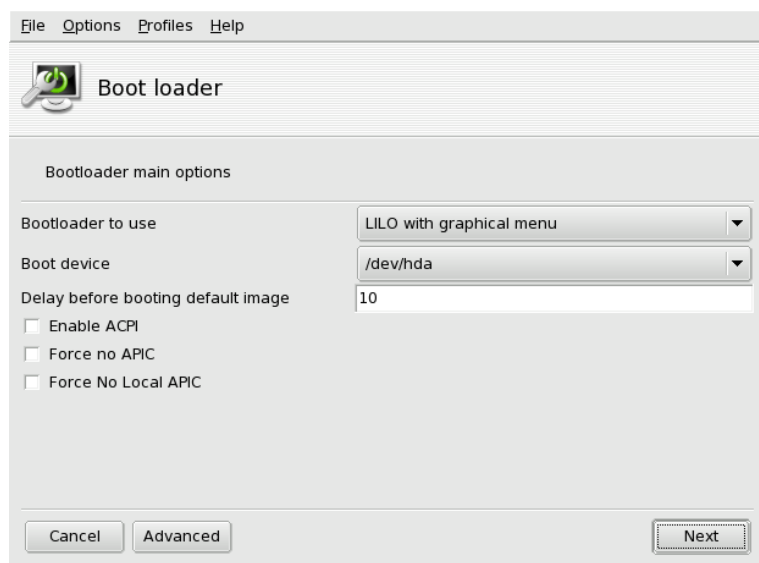 File Options Profiles Help
Boot loader
Bootloader main options
Bootloader to use LILO with graphical menu
Boot device /dev/hda
Delay before booting default image 10
Enable ACPI
Force no APIC
Force No Local APIC
Cancel Advanced Next